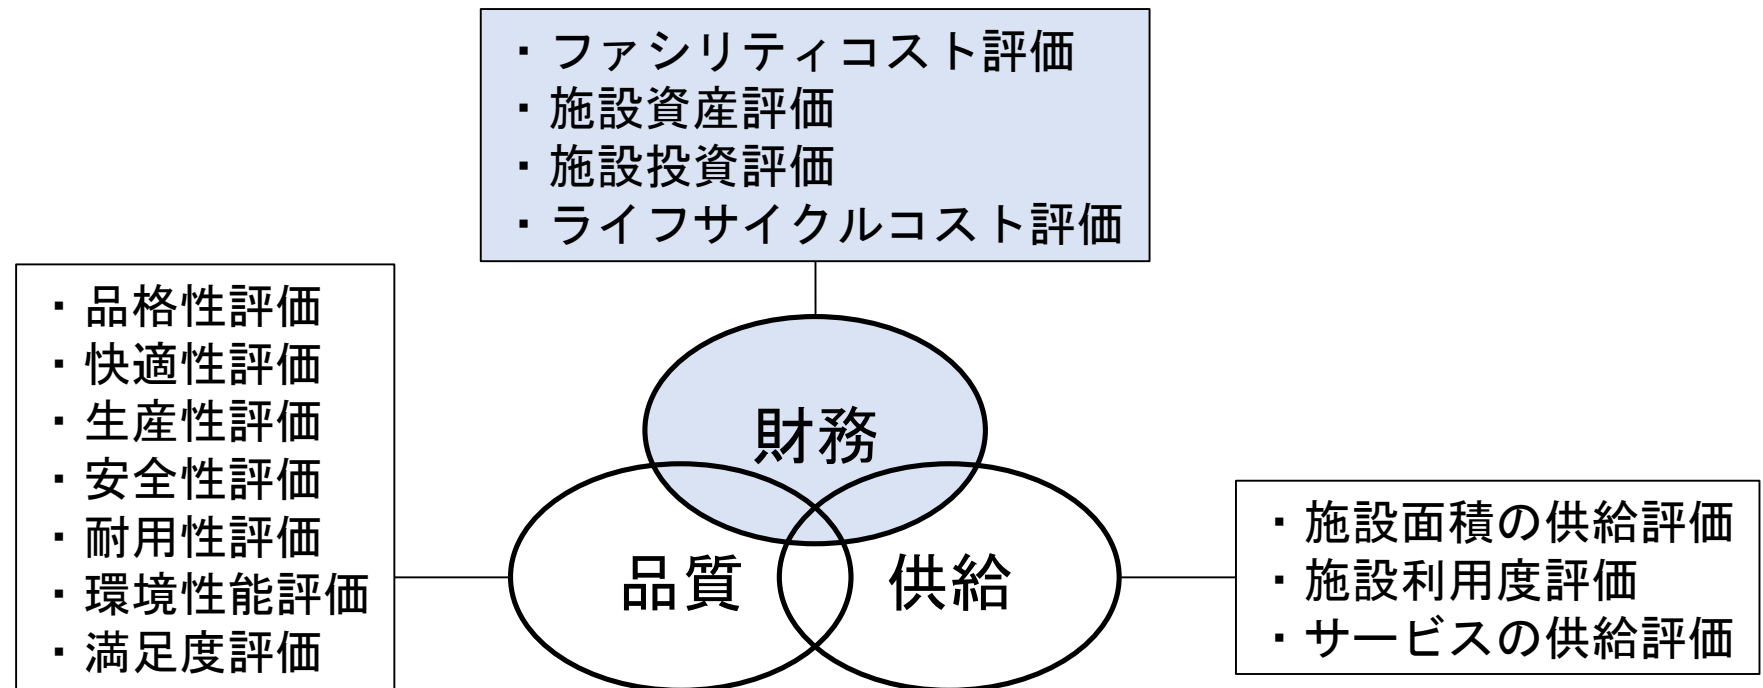 ・ファシリティコスト評価
・施設資産評価
・施設投資評価
・ライフサイクルコスト評価
・品格性評価
・快適性評価
・生産性評価
・安全性評価
・耐用性評価
・環境性能評価
・満足度評価
財務
品質
供給
・施設面積の供給評価
・施設利用度評価
・サービスの供給評価